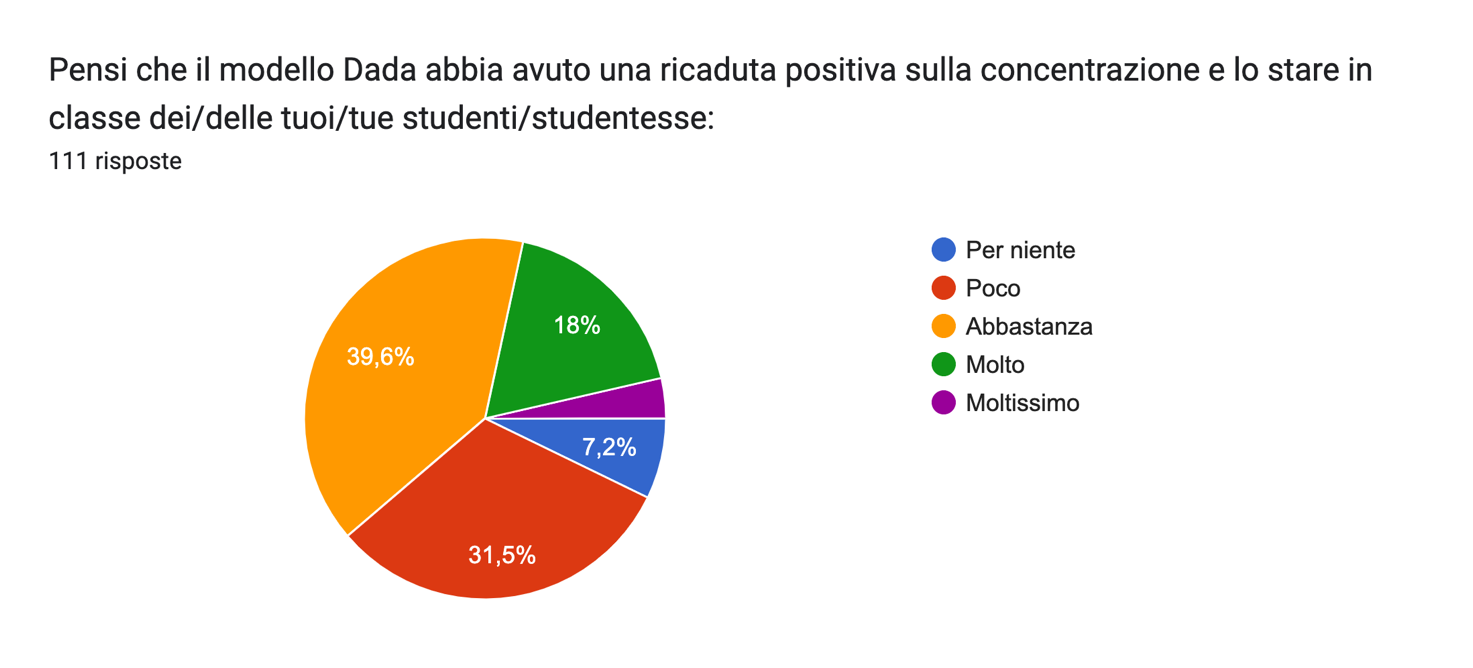 Pensi che il modello Dada abbia avuto una ricaduta positiva sulla concentrazione e lo stare in
classe dei/delle tuoi/tue studenti/studentesse:
111 risposte
Per niente
Poco
Abbastanza
Molto
Moltissimo
18%
39,6%
7,2%
31,5%